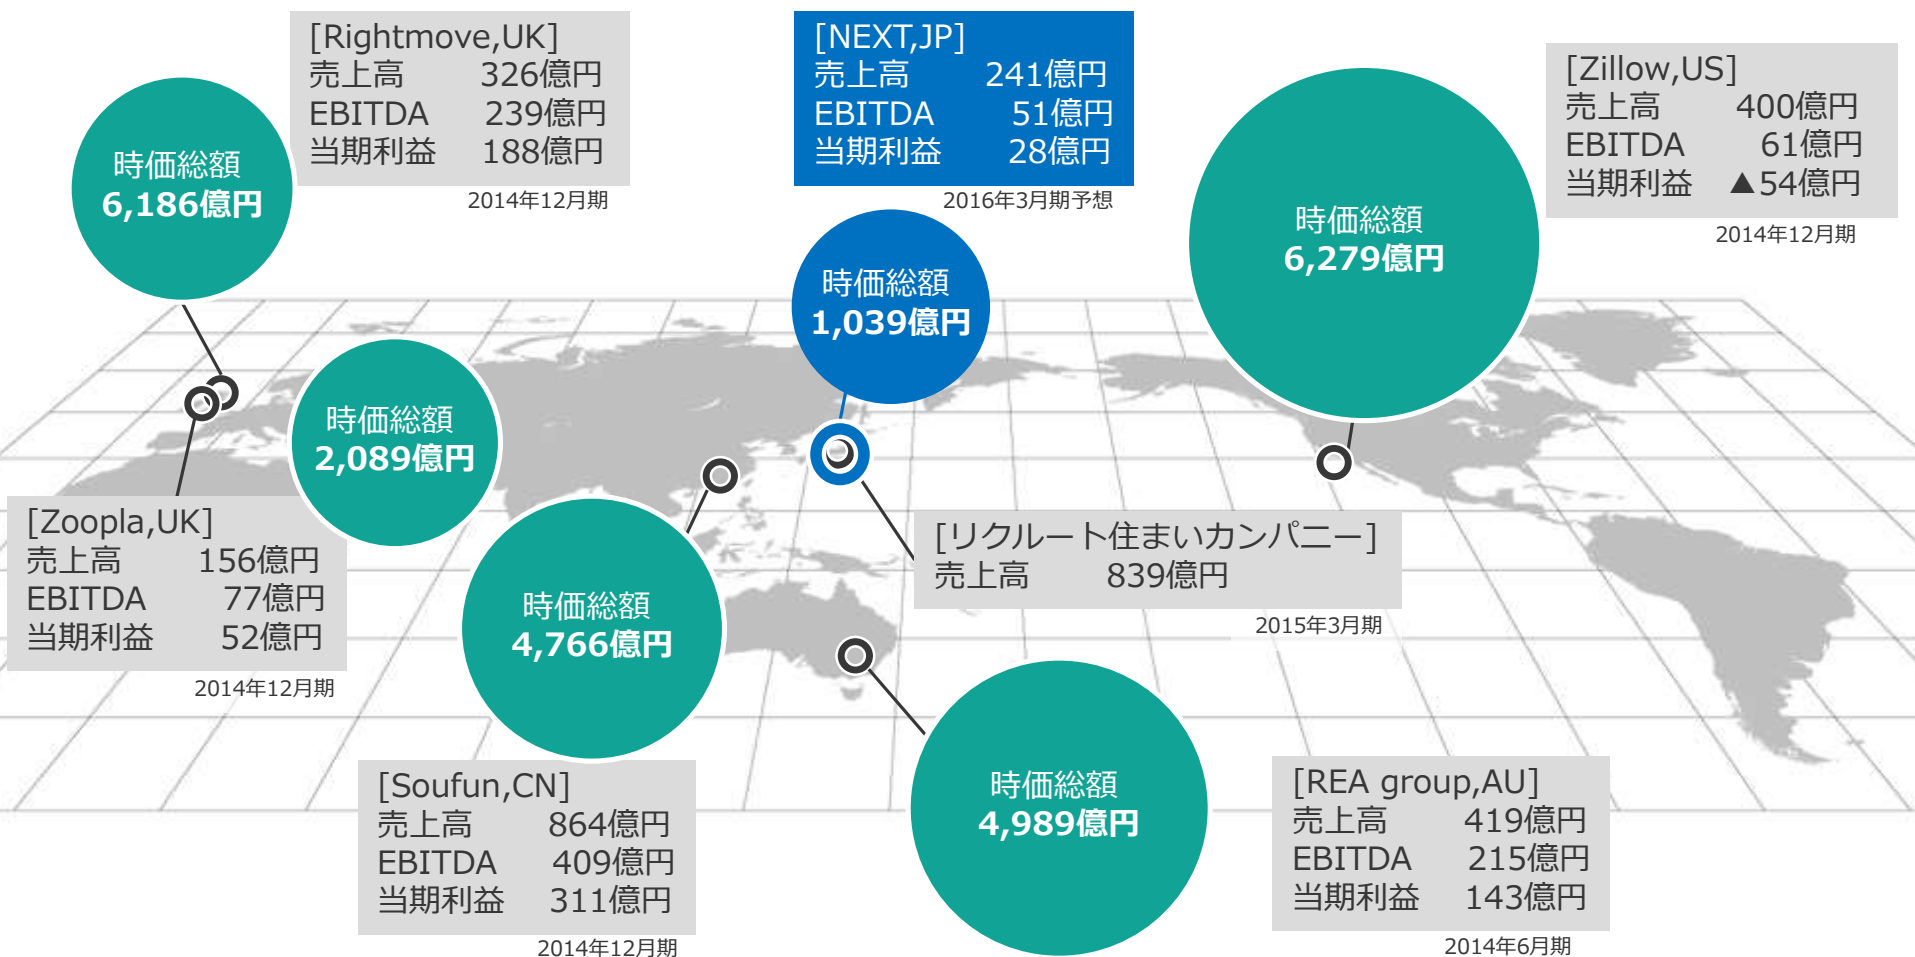 [Rightmove,UK]
売上高 326億円
EBITDA 239億円
当期利益 188億円
2014年12月期
時価総額
6,186億円
[NEXT,JP]
売上高 241億円
EBITDA 51億円
当期利益 28億円
2016年3月期予想
時価総額
1,039億円
[Zillow,US]
売上高 400億円
EBITDA 61億円
当期利益 ▲54億円
2014年12月期
時価総額
6,279億円
時価総額
2,089億円
[Zoopla,UK]
売上高 156億円
EBITDA 77億円
当期利益 52億円
2014年12月期
[リクルート住まいカンパニー]
売上高 839億円
2015年3月期
時価総額
4,766億円
[Soufun,CN]
売上高 864億円
EBITDA 409億円
当期利益 311億円
2014年12月期
時価総額
4,989億円
[REA group,AU]
売上高 419億円
EBITDA 215億円
当期利益 143億円
2014年6月期